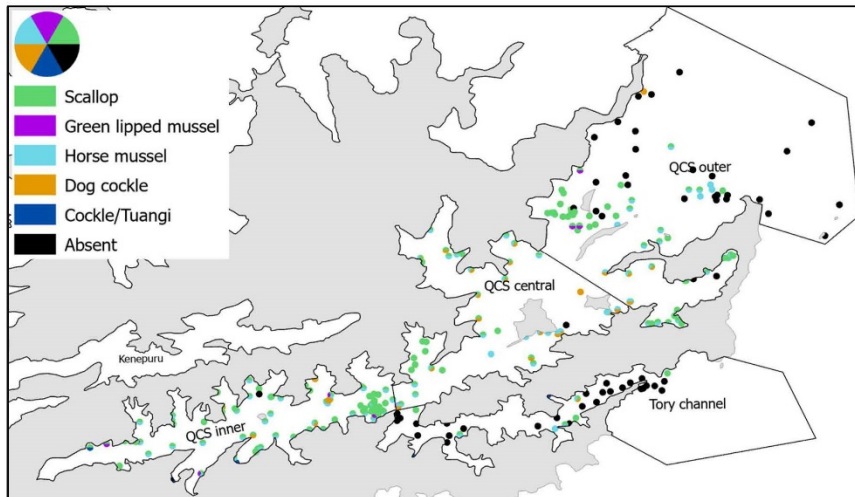 Scallop
Green lipped mussel
Horse mussel
Dog cockle
Cockle/Tuangi
Absent
QCS outer
QCS central
Kenepuru
Tory channel
QCS inner